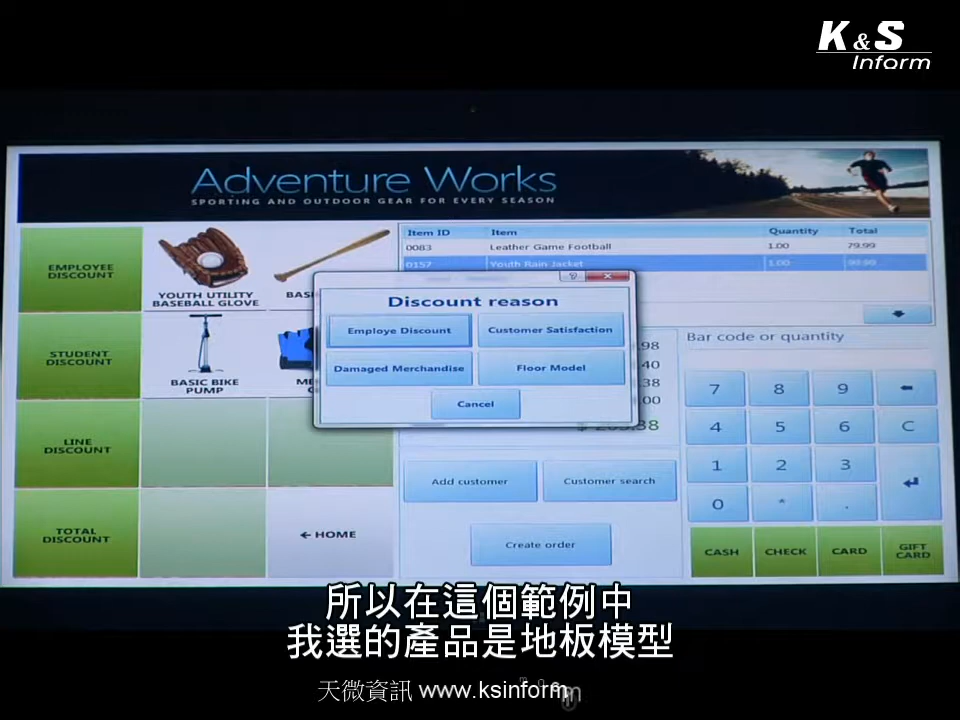 K & S
Inform
Adventure Works
SPORTING AND OUTDOOR GEAR FOR EVERY SEASON
EMPLOYEE
DISCOUNT
YOUTH UTILITY
BASEBALL GLOVE
STUDENT
DISCOUNT
BASIC BIKE
PUMP
LINE
DISCOUNT
TOTAL
DISCOUNT
← HOME
Item ID Item Quantity Total
0083 Leather Game Football 1.00 79.99
0157 Youth Rain Jacket 1.00 99.99
Discount reason
Employe Discount Customer Satisfaction
Damaged Merchandise Floor Model
Cancel
Bar code or quantity
7 8 9
4 5 6 C
1 2 3
0 * .
Add customer Customer search
Create order
CASH CHECK CARD GIFT
CARD
所以在這個範例中
我選的產品是地板模型
天微資訊 www.ksinform